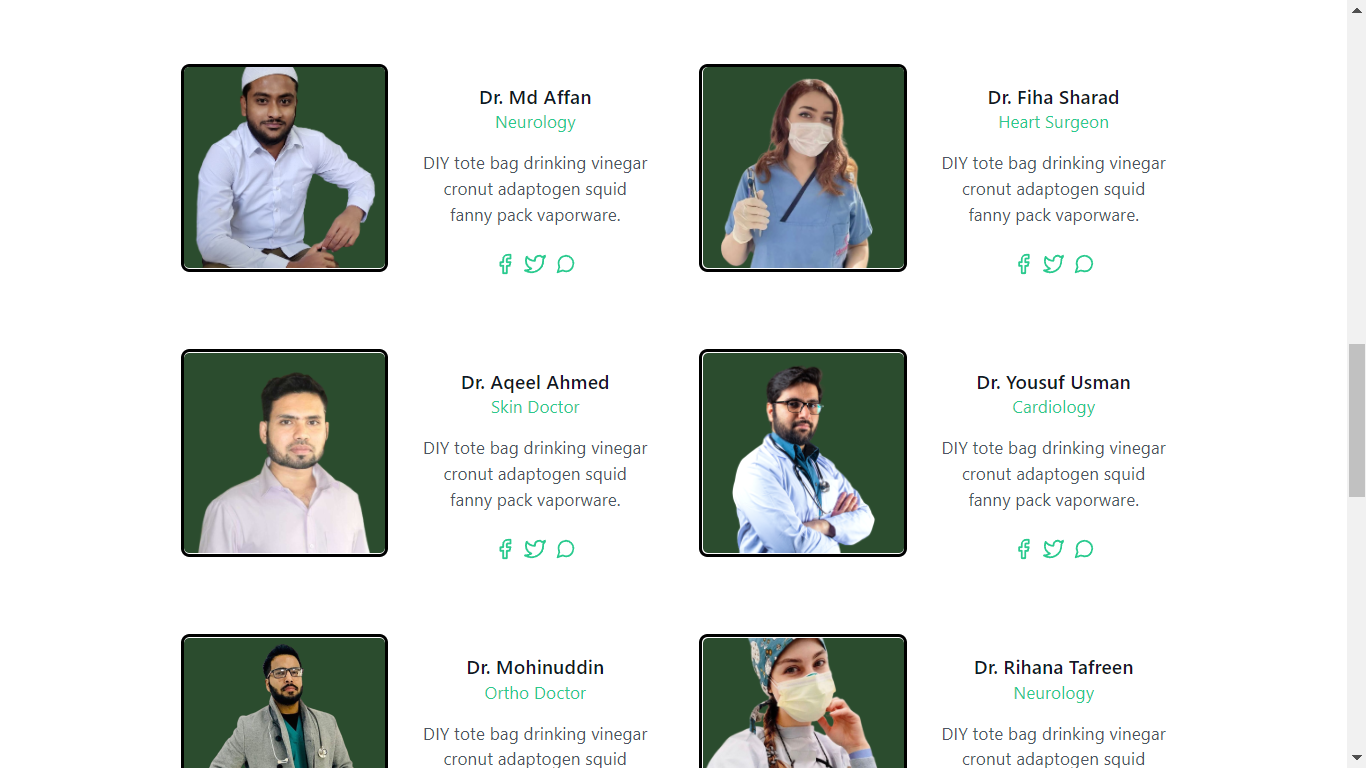 Dr. Md Affan
Neurology
DIY tote bag drinking vinegar
cronut adaptogen squid
fanny pack vaporware.
Dr. Fiha Sharad
Heart Surgeon
DIY tote bag drinking vinegar
cronut adaptogen squid
fanny pack vaporware.
Dr. Aqeel Ahmed
Skin Doctor
DIY tote bag drinking vinegar
cronut adaptogen squid
fanny pack vaporware.
Dr. Yousuf Usman
Cardiology
DIY tote bag drinking vinegar
cronut adaptogen squid
fanny pack vaporware.
Dr. Mohinuddin
Ortho Doctor
DIY tote bag drinking vinegar
cronut adaptogen squid
Dr. Rihana Tafreen
Neurology
DIY tote bag drinking vinegar
cronut adaptogen squid